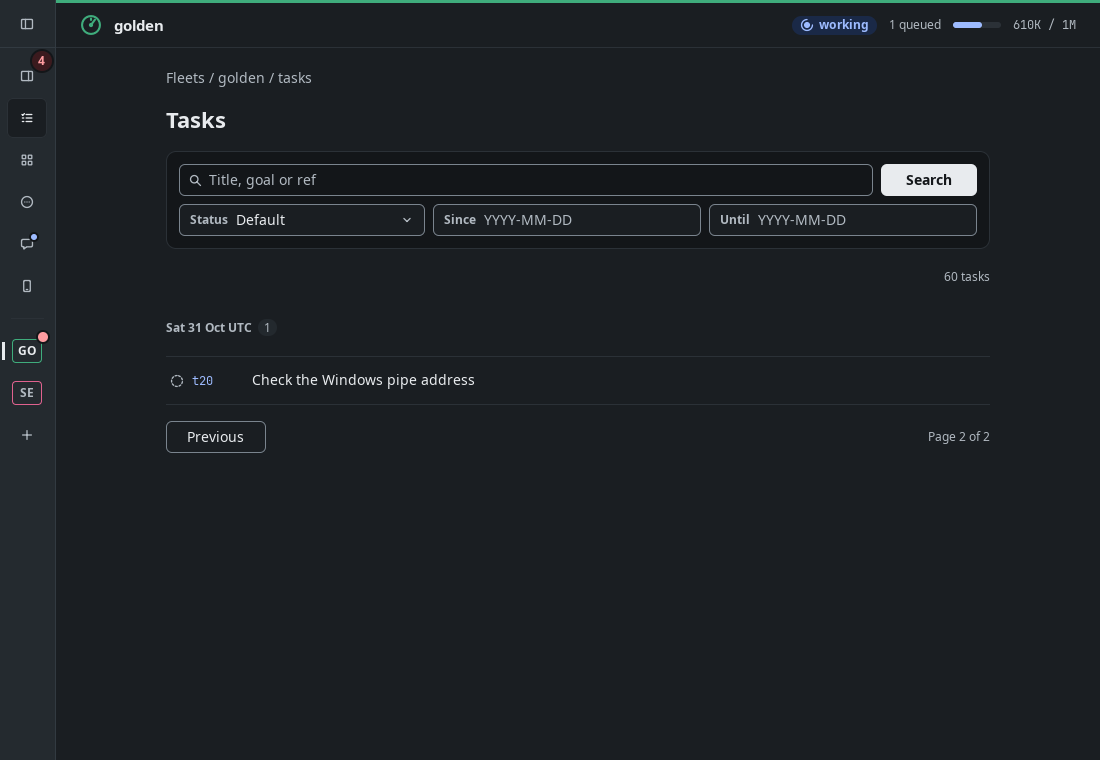 golden
working
1 queued
610K / 1M
4
Fleets / golden / tasks
Tasks
Title, goal or ref
Search
Status Default
Since YYYY-MM-DD
Until YYYY-MM-DD
60 tasks
Sat 31 Oct UTC 1
GO
t20 Check the Windows pipe address
SE
Previous
Page 2 of 2